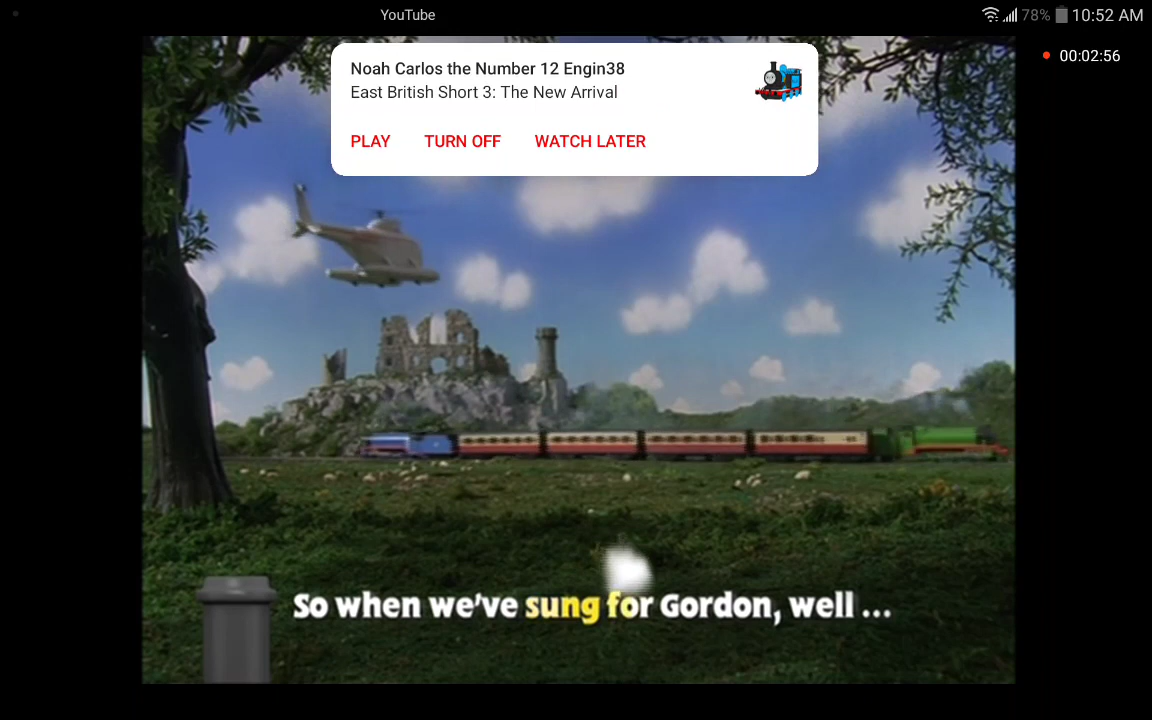 YouTube
78%
10:52 AM
00:02:56
Noah Carlos the Number 12 Engin38
East British Short 3: The New Arrival
PLAY TURN OFF WATCH LATER
So when we've sung for Gordon, well ...